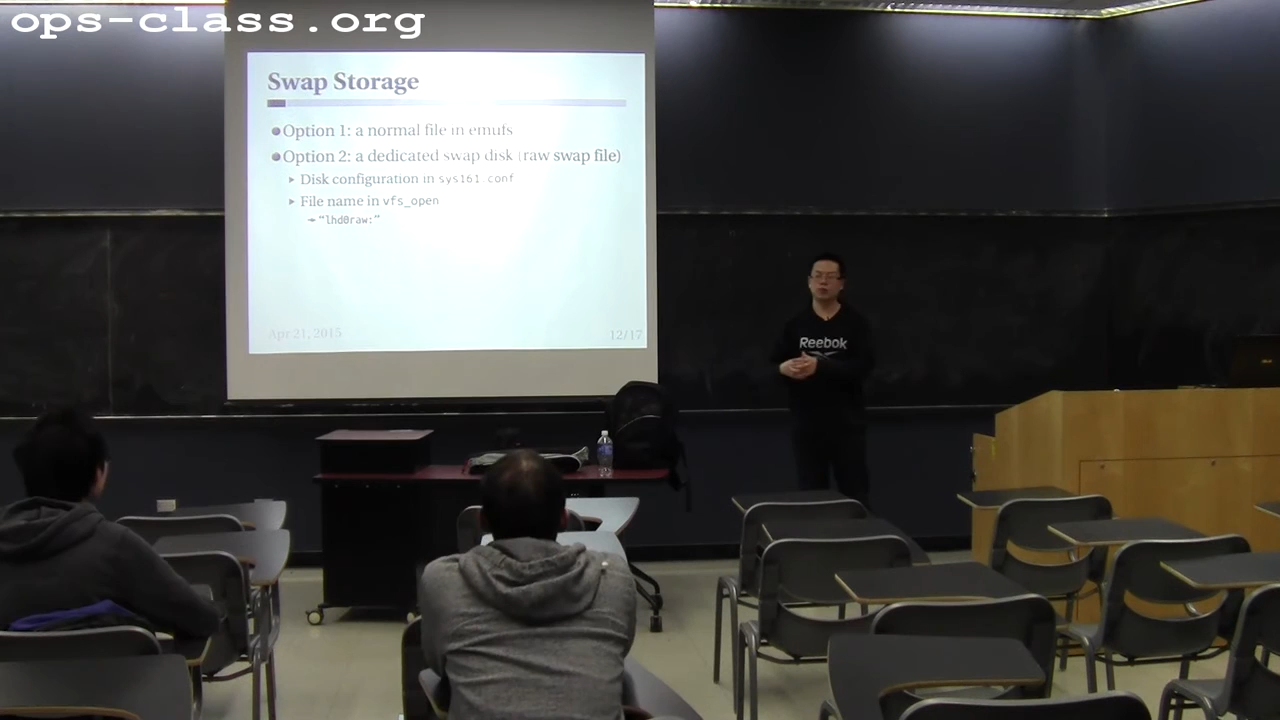 ops-class.org
Swap Storage
Option 1: a normal file in emufs
Option 2: a dedicated swap disk (raw swap file)
Disk configuration in sys161.conf
File name in vfs_open
"lhd0raw:"
Apr 21, 2015
12/17
Reebok